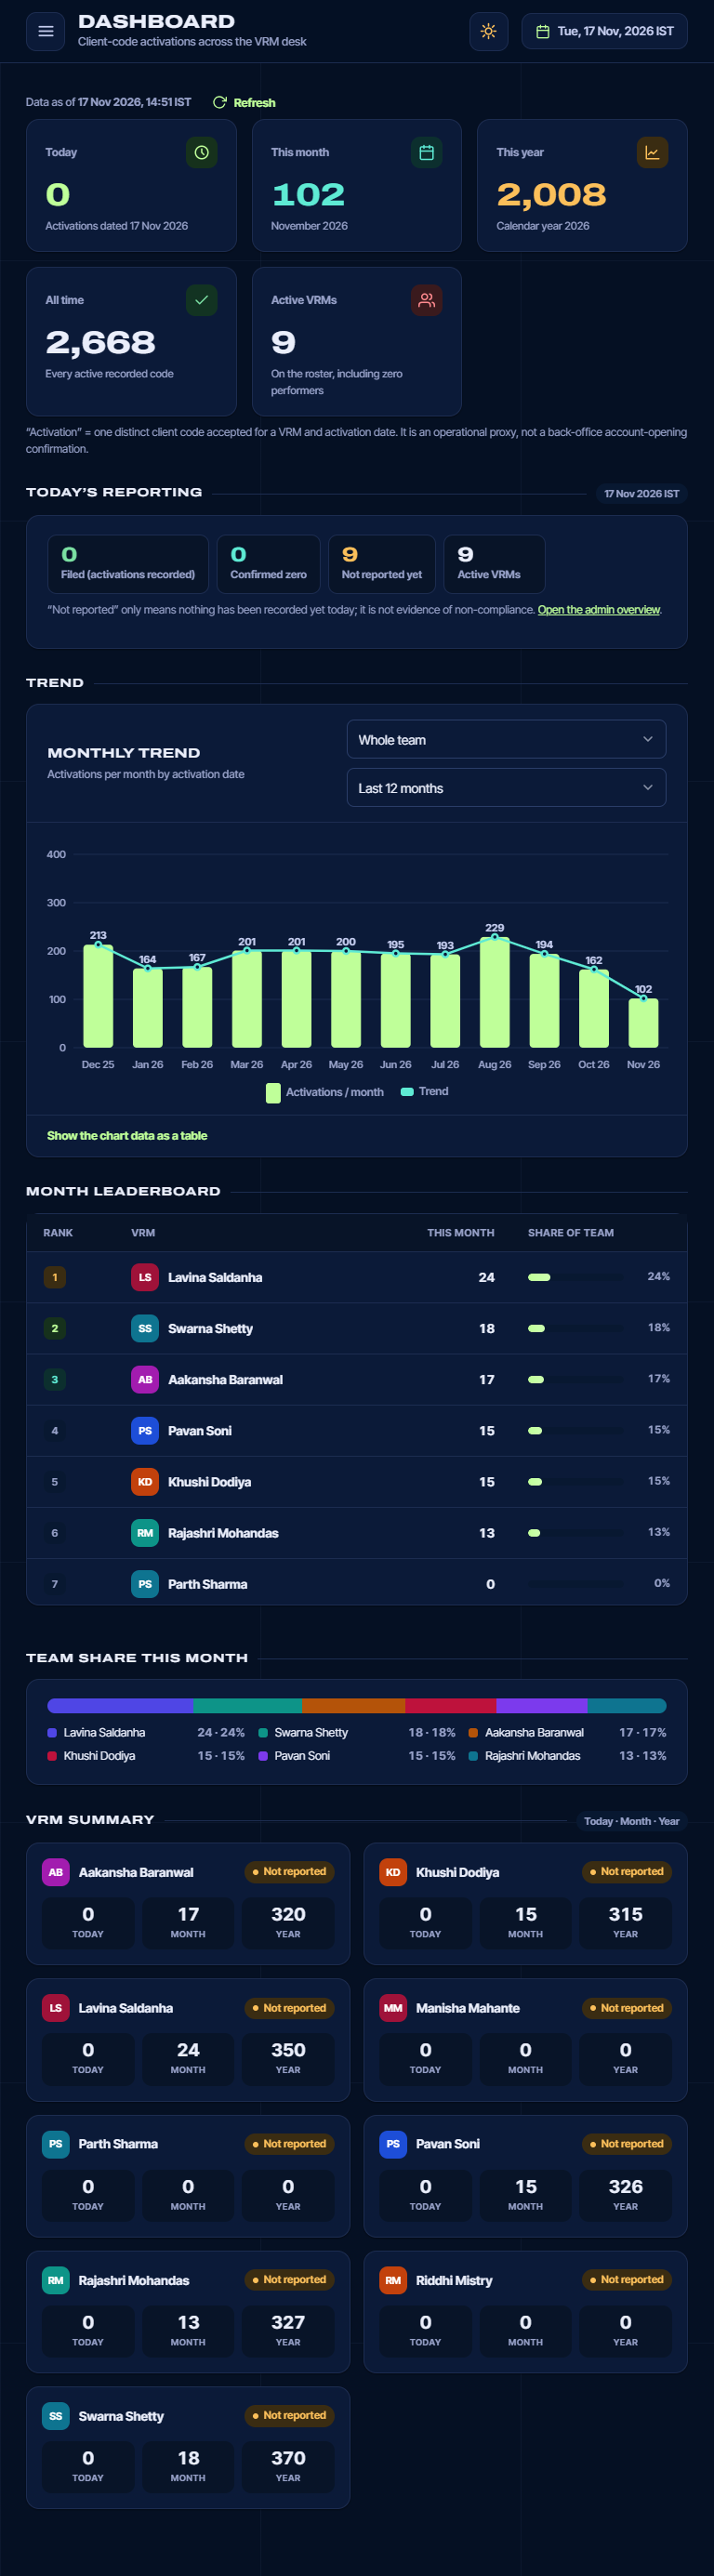 DASHBOARD
Client-code activations across the VRM desk
Tue, 17 Nov, 2026 IST
Data as of 17 Nov 2026, 14:51 IST
Refresh
Today
0
Activations dated 17 Nov 2026
This month
102
November 2026
This year
2,008
Calendar year 2026
All time
2,668
Every active recorded code
Active VRMs
9
On the roster, including zero
performers
“Activation” = one distinct client code accepted for a VRM and activation date. It is an operational proxy, not a back-office account-opening
confirmation.
TODAY’S REPORTING
17 Nov 2026 IST
0
Filed (activations recorded)
0
Confirmed zero
9
Not reported yet
9
Active VRMs
“Not reported” only means nothing has been recorded yet today; it is not evidence of non-compliance. Open the admin overview.
TREND
MONTHLY TREND
Activations per month by activation date
Whole team
Last 12 months
400
300
200
100
0
213 164 167 201 201 200 195 193 229 194 162 102
Dec 25 Jan 26 Feb 26 Mar 26 Apr 26 May 26 Jun 26 Jul 26 Aug 26 Sep 26 Oct 26 Nov 26
Activations / month Trend
Show the chart data as a table
MONTH LEADERBOARD
RANK VRM THIS MONTH SHARE OF TEAM
1 LS Lavina Saldanha 24 24%
2 SS Swarna Shetty 18 18%
3 AB Aakansha Baranwal 17 17%
4 PS Pavan Soni 15 15%
5 KD Khushi Dodiya 15 15%
6 RM Rajashri Mohandas 13 13%
7 PS Parth Sharma 0 0%
TEAM SHARE THIS MONTH
Lavina Saldanha 24 · 24% Swarna Shetty 18 · 18% Aakansha Baranwal 17 · 17%
Khushi Dodiya 15 · 15% Pavan Soni 15 · 15% Rajashri Mohandas 13 · 13%
VRM SUMMARY
Today · Month · Year
AB Aakansha Baranwal Not reported
0 17 320
TODAY MONTH YEAR
KD Khushi Dodiya Not reported
0 15 315
TODAY MONTH YEAR
LS Lavina Saldanha Not reported
0 24 350
TODAY MONTH YEAR
MM Manisha Mahante Not reported
0 0 0
TODAY MONTH YEAR
PS Parth Sharma Not reported
0 0 0
TODAY MONTH YEAR
PS Pavan Soni Not reported
0 15 326
TODAY MONTH YEAR
RM Rajashri Mohandas Not reported
0 13 327
TODAY MONTH YEAR
RM Riddhi Mistry Not reported
0 0 0
TODAY MONTH YEAR
SS Swarna Shetty Not reported
0 18 370
TODAY MONTH YEAR